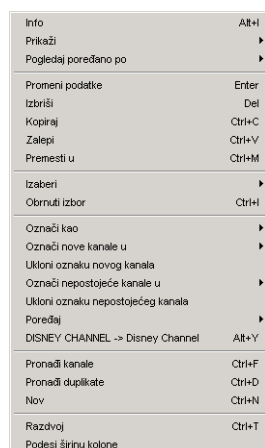 Info Alt+I
Prikaži
Pogledaj poređano po
Promeni podatke Enter
Izbriši Del
Kopiraj Ctrl+C
Zalepi Ctrl+V
Premesti u Ctrl+M
Izaberi
Obrnuti izbor Ctrl+I
Označi kao
Označi nove kanale u
Ukloni oznaku novog kanala
Označi nepostojeće kanale u
Ukloni oznaku nepostojećeg kanala
Poređaj
DISNEY CHANNEL -> Disney Channel Alt+Y
Pronađi kanale Ctrl+F
Pronađi duplikate Ctrl+D
Nov Ctrl+N
Razdvoj Ctrl+T
Podesi širinu kolone